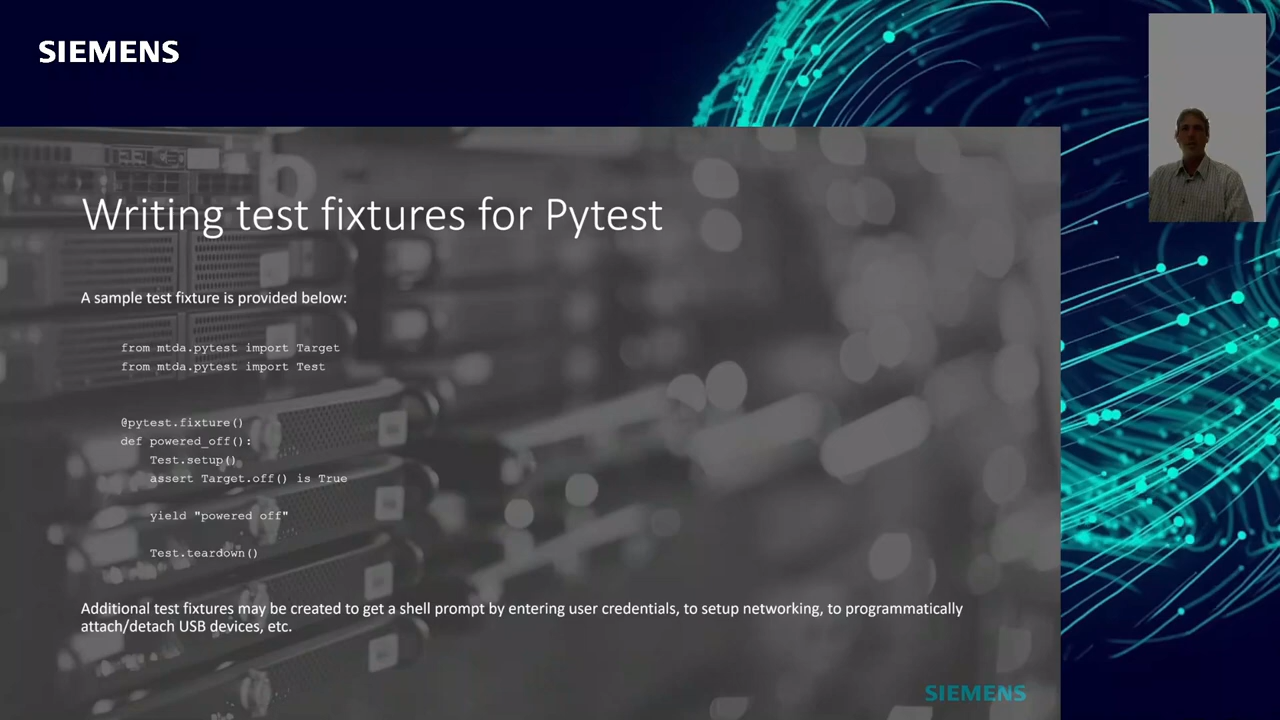 SIEMENS
Writing test fixtures for Pytest
A sample test fixture is provided below:
from mtda.pytest import Target
from mtda.pytest import Test
@pytest.fixture()
def powered_off():
Test.setup()
assert Target.off() is True
yield "powered off"
Test.teardown()
Additional test fixtures may be created to get a shell prompt by entering user credentials, to setup networking, to programmatically
attach/detach USB devices, etc.
SIEMENS